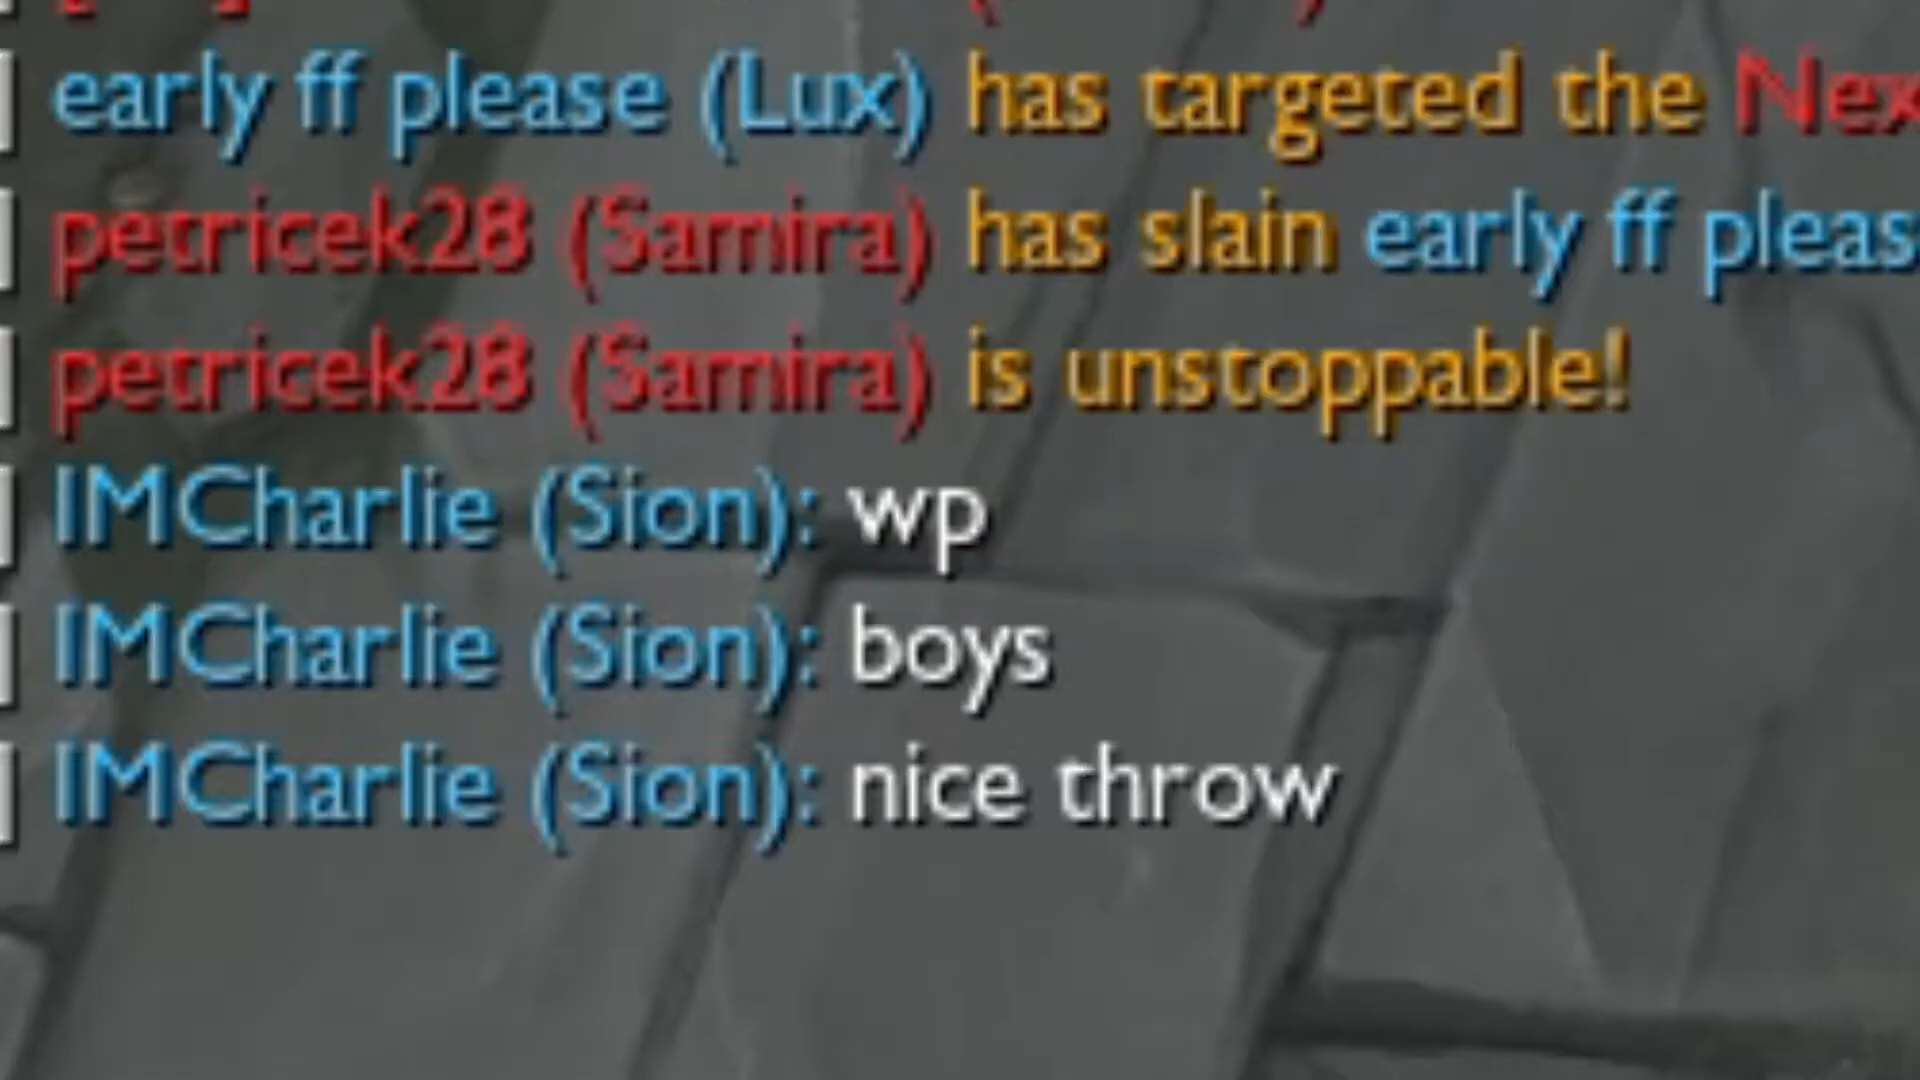 early ff please (Lux) has targeted the Nex
petricek28 (Samira) has slain early ff pleas
petricek28 (Samira) is unstoppable!
IMCharlie (Sion): wp
IMCharlie (Sion): boys
IMCharlie (Sion): nice throw